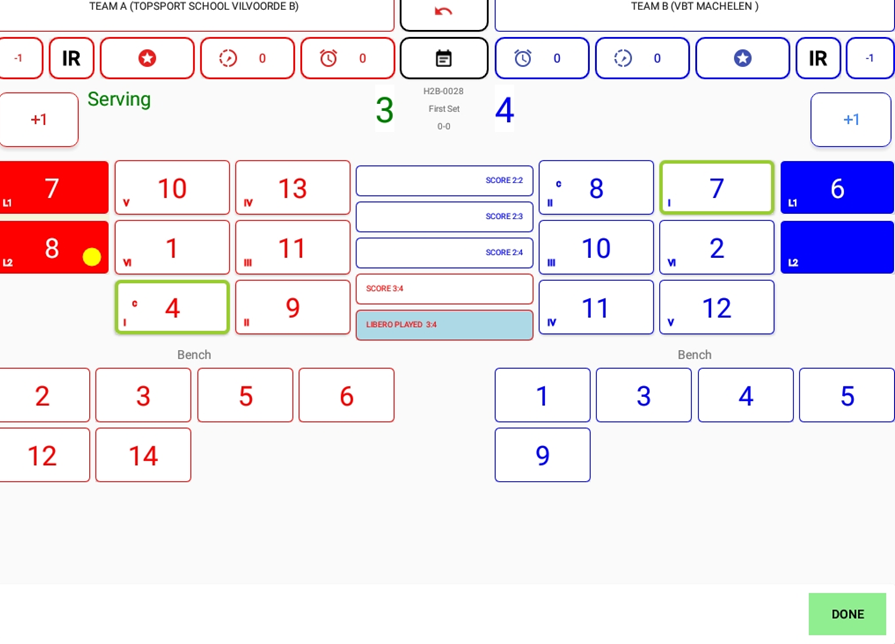 TEAM A (TOPSPORT SCHOOL VILVOORDE B)
TEAM B (VBT MACHELEN )
-1
IR
0
0
0
0
IR
-1
+1
Serving
3
H2B-0028
First Set
0-0
4
+1
7
L1
10
V
13
IV
SCORE 2:2
C
8
II
7
I
6
L1
SCORE 2:3
8
L2
1
VI
11
III
SCORE 2:4
10
III
2
VI
L2
C
4
I
9
II
SCORE 3:4
11
IV
12
V
LIBERO PLAYED 3:4
Bench
Bench
2
3
5
6
1
3
4
5
12
14
9
DONE